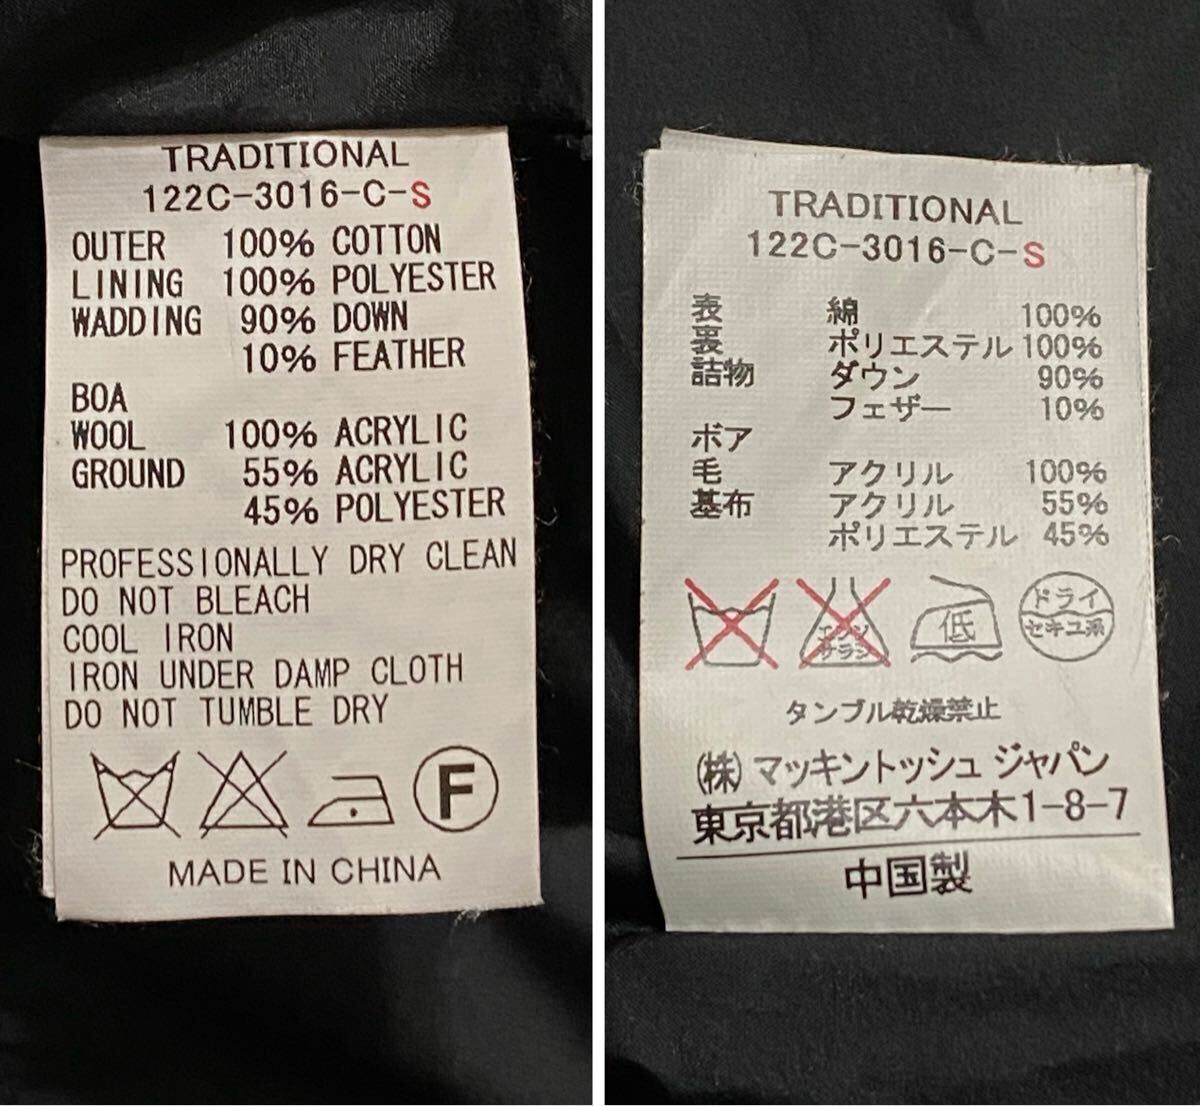 TRADITIONAL
122C-3016-C-S
OUTER 100% COTTON
LINING 100% POLYESTER
WADDING 90% DOWN
10% FEATHER
BOA
WOOL 100% ACRYLIC
GROUND 55% ACRYLIC
45% POLYESTER
PROFESSIONALLY DRY CLEAN
DO NOT BLEACH
COOL IRON
IRON UNDER DAMP CLOTH
DO NOT TUMBLE DRY
F
MADE IN CHINA
TRADITIONAL
122C-3016-C-S
表 綿 100%
裏 ポリエステル 100%
詰物 ダウン 90%
フェザー 10%
ボア
毛 アクリル 100%
基布 アクリル 55%
ポリエステル 45%
エンソ
サラシ
低
ドライ
セキユ系
タンブル乾燥禁止
(株)マッキントッシュ ジャパン
東京都港区六本木1-8-7
中国製